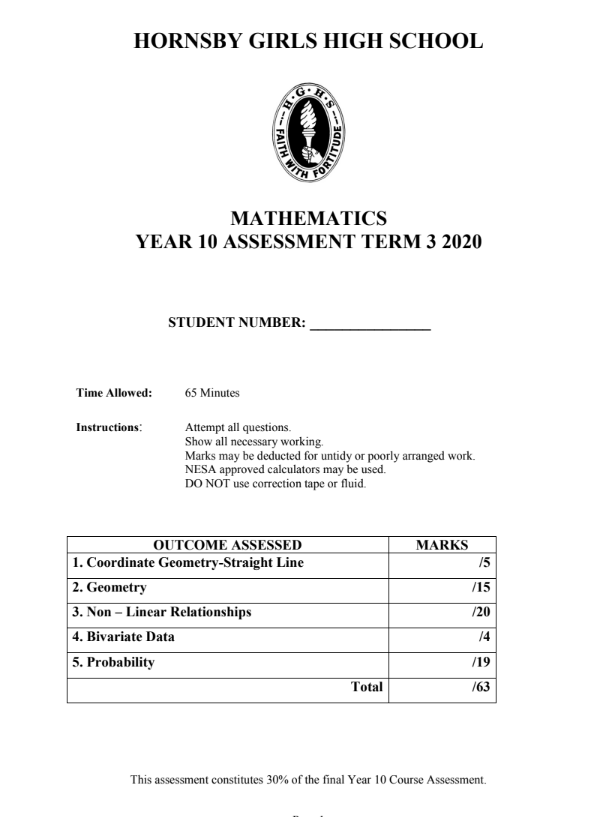 HORNSBY GIRLS HIGH SCHOOL
H·G·H·S
FAITH WITH FORTITUDE
MATHEMATICS
YEAR 10 ASSESSMENT TERM 3 2020
STUDENT NUMBER: ________________
Time Allowed: 65 Minutes
Instructions: Attempt all questions.
Show all necessary working.
Marks may be deducted for untidy or poorly arranged work.
NESA approved calculators may be used.
DO NOT use correction tape or fluid.
OUTCOME ASSESSED MARKS
1. Coordinate Geometry-Straight Line /5
2. Geometry /15
3. Non – Linear Relationships /20
4. Bivariate Data /4
5. Probability /19
Total /63
This assessment constitutes 30% of the final Year 10 Course Assessment.